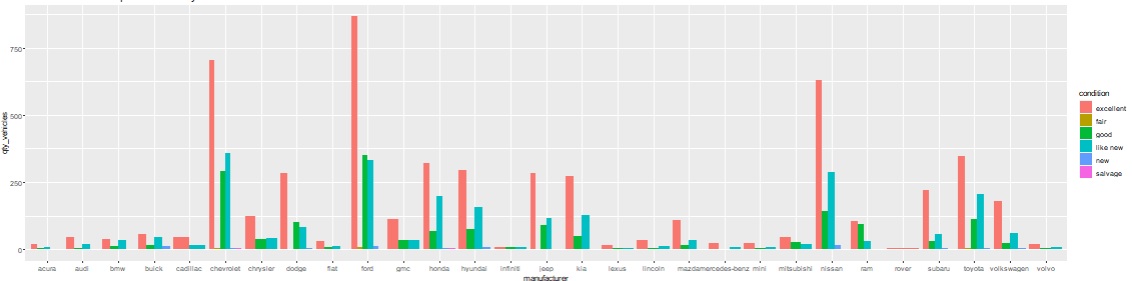 qty_vehicles
750
500
250
0
acura audi bmw buick cadillac chevrolet chrysler dodge fiat ford gmc honda hyundai infiniti jeep kia lexus lincoln mazda mercedes-benz mini mitsubishi nissan ram rover subaru toyota volkswagen volvo
manufacturer
condition
excellent
fair
good
like new
new
salvage